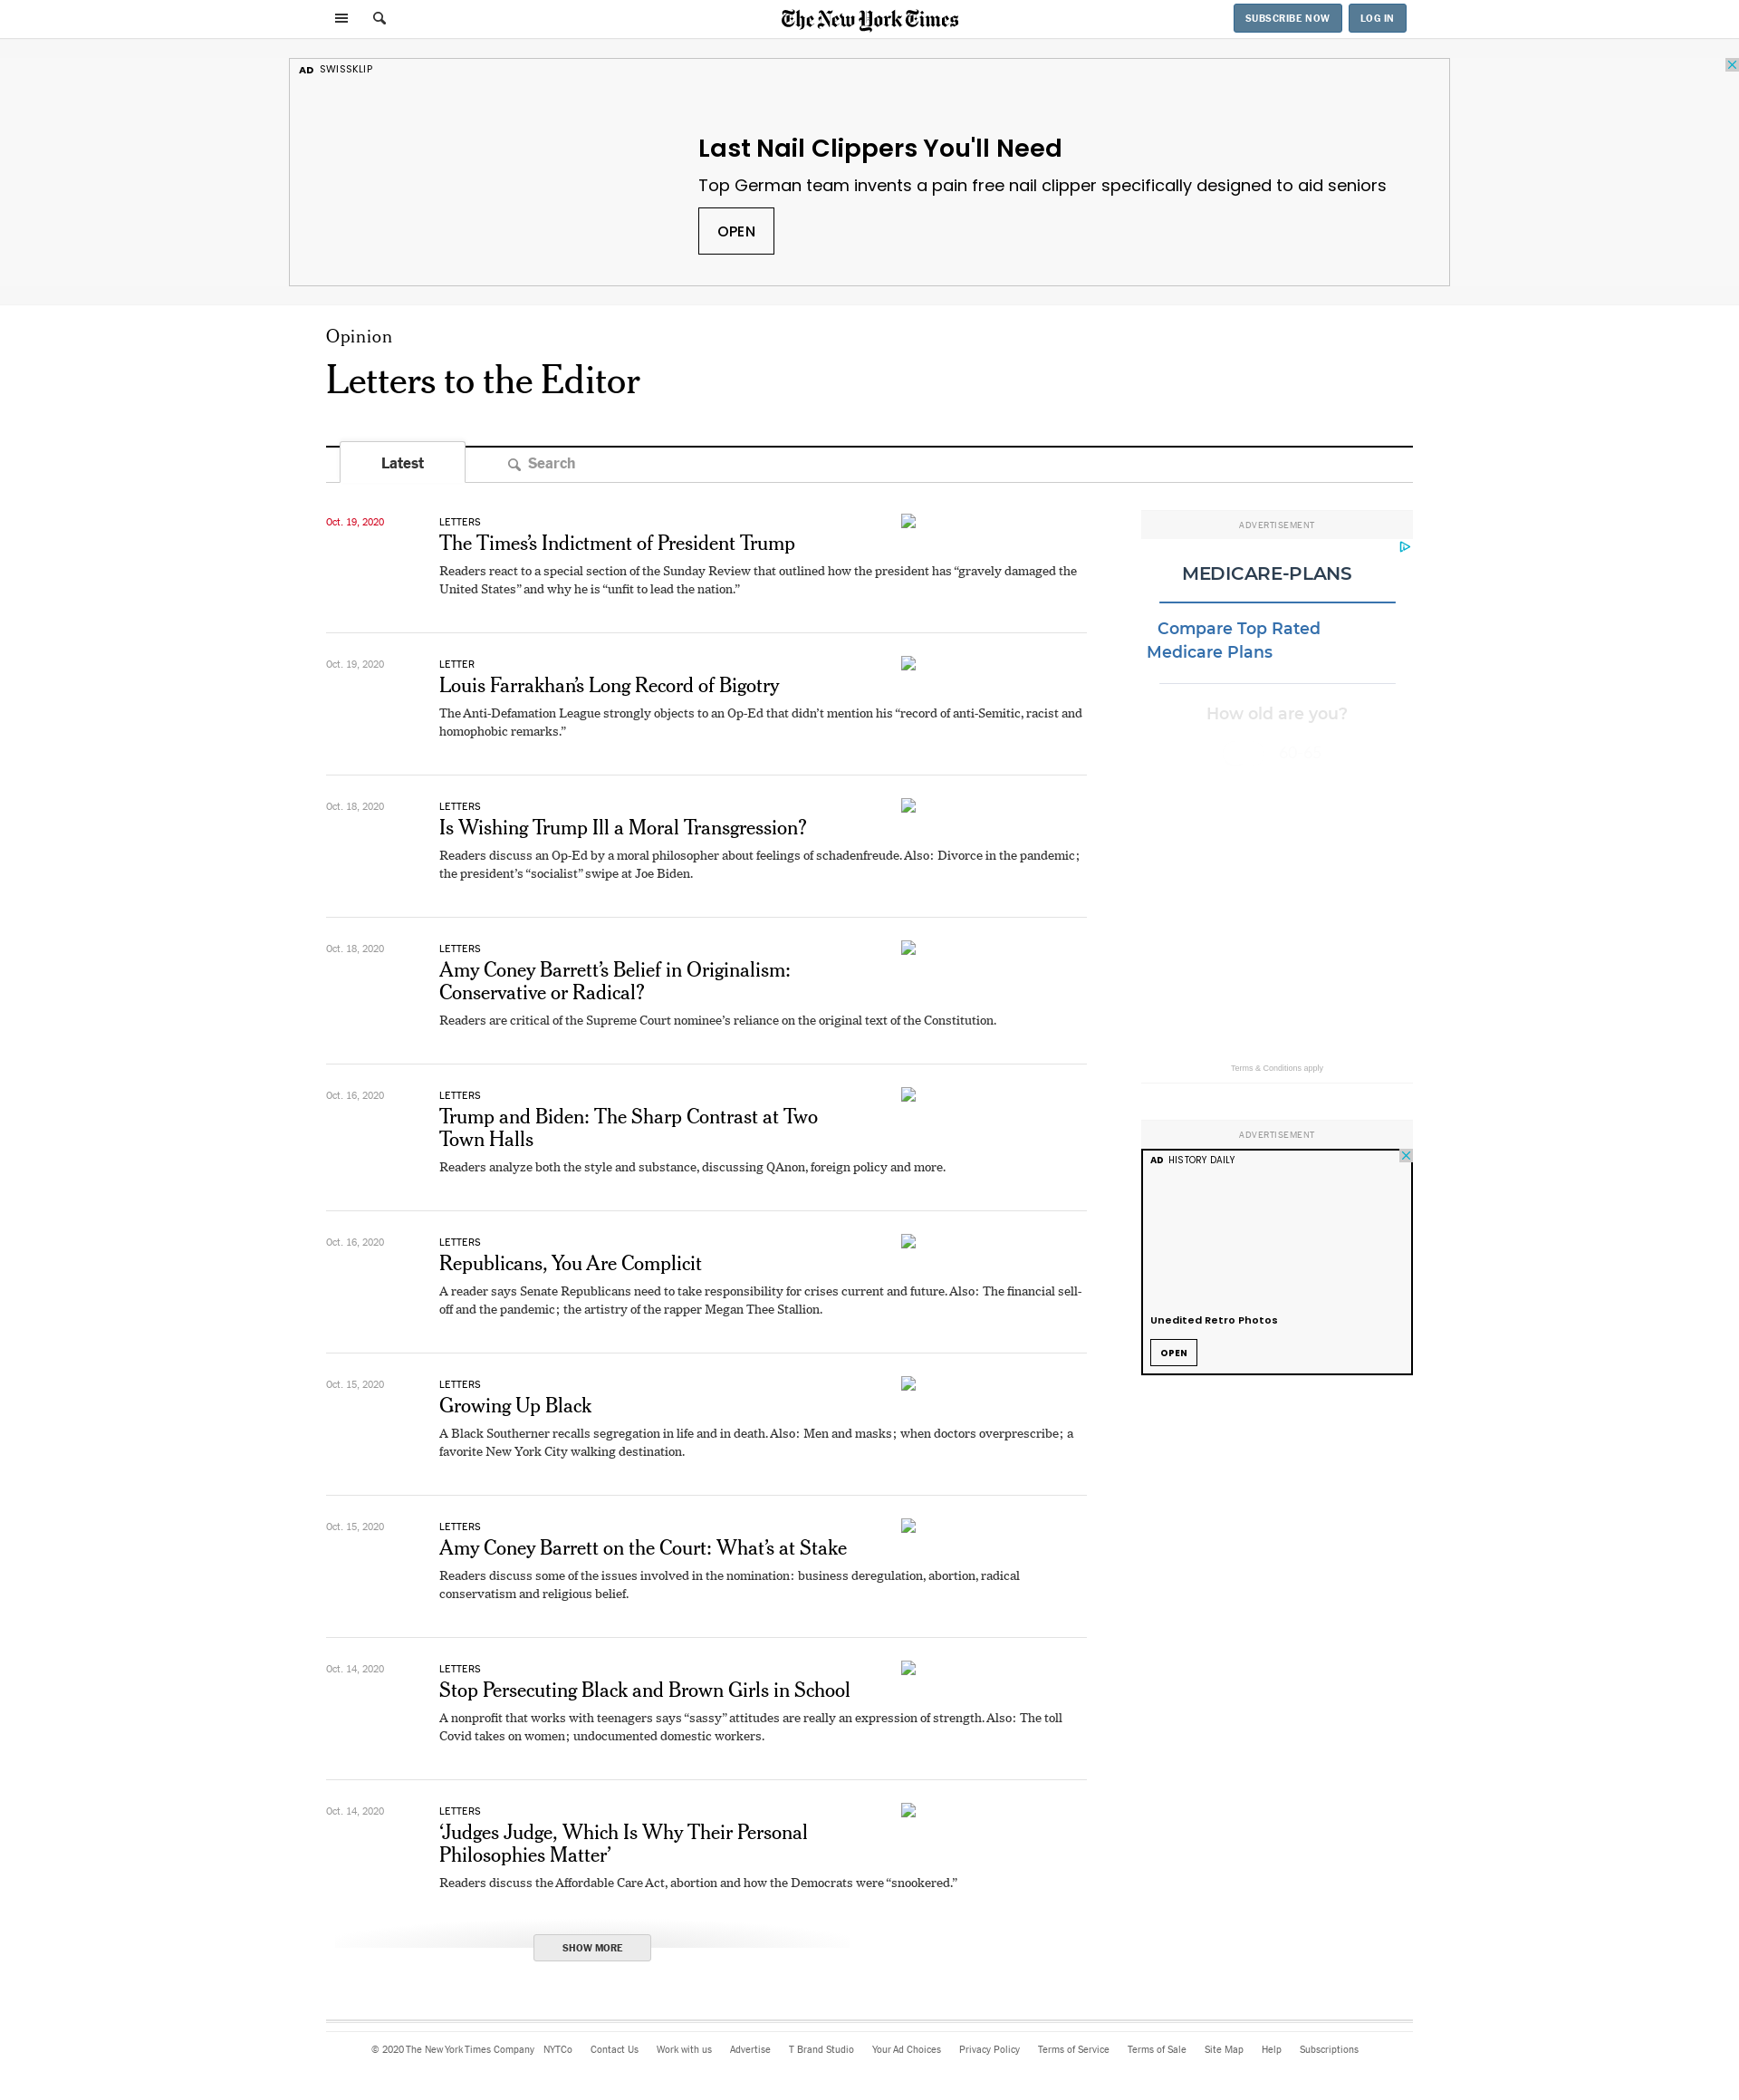 The New York Times
SUBSCRIBE NOW
LOG IN
AD SWISSKLIP
Last Nail Clippers You'll Need
Top German team invents a pain free nail clipper specifically designed to aid seniors
OPEN
Opinion
Letters to the Editor
Latest
Search
Oct. 19, 2020
LETTERS
The Times’s Indictment of President Trump
Readers react to a special section of the Sunday Review that outlined how the president has “gravely damaged the
United States” and why he is “unfit to lead the nation.”
Oct. 19, 2020
LETTER
Louis Farrakhan’s Long Record of Bigotry
The Anti-Defamation League strongly objects to an Op-Ed that didn’t mention his “record of anti-Semitic, racist and
homophobic remarks.”
Oct. 18, 2020
LETTERS
Is Wishing Trump Ill a Moral Transgression?
Readers discuss an Op-Ed by a moral philosopher about feelings of schadenfreude. Also: Divorce in the pandemic;
the president’s “socialist” swipe at Joe Biden.
Oct. 18, 2020
LETTERS
Amy Coney Barrett’s Belief in Originalism:
Conservative or Radical?
Readers are critical of the Supreme Court nominee’s reliance on the original text of the Constitution.
Oct. 16, 2020
LETTERS
Trump and Biden: The Sharp Contrast at Two
Town Halls
Readers analyze both the style and substance, discussing QAnon, foreign policy and more.
Oct. 16, 2020
LETTERS
Republicans, You Are Complicit
A reader says Senate Republicans need to take responsibility for crises current and future. Also: The financial sell-
off and the pandemic; the artistry of the rapper Megan Thee Stallion.
Oct. 15, 2020
LETTERS
Growing Up Black
A Black Southerner recalls segregation in life and in death. Also: Men and masks; when doctors overprescribe; a
favorite New York City walking destination.
Oct. 15, 2020
LETTERS
Amy Coney Barrett on the Court: What’s at Stake
Readers discuss some of the issues involved in the nomination: business deregulation, abortion, radical
conservatism and religious belief.
Oct. 14, 2020
LETTERS
Stop Persecuting Black and Brown Girls in School
A nonprofit that works with teenagers says “sassy” attitudes are really an expression of strength. Also: The toll
Covid takes on women; undocumented domestic workers.
Oct. 14, 2020
LETTERS
‘Judges Judge, Which Is Why Their Personal
Philosophies Matter’
Readers discuss the Affordable Care Act, abortion and how the Democrats were “snookered.”
SHOW MORE
ADVERTISEMENT
MEDICARE-PLANS
Compare Top Rated
Medicare Plans
How old are you?
Terms & Conditions apply
ADVERTISEMENT
AD HISTORY DAILY
Unedited Retro Photos
OPEN
© 2020 The New York Times Company NYTCo Contact Us Work with us Advertise T Brand Studio Your Ad Choices Privacy Policy Terms of Service Terms of Sale Site Map Help Subscriptions